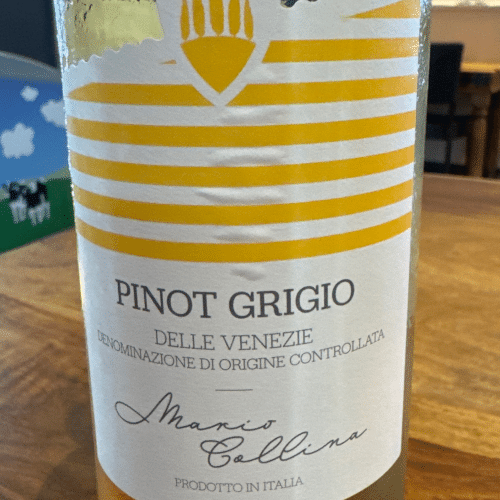 PINOT GRIGIO
DELLE VENEZIE
DENOMINAZIONE DI ORIGINE CONTROLLATA
Mario
Collina
PRODOTTO IN ITALIA